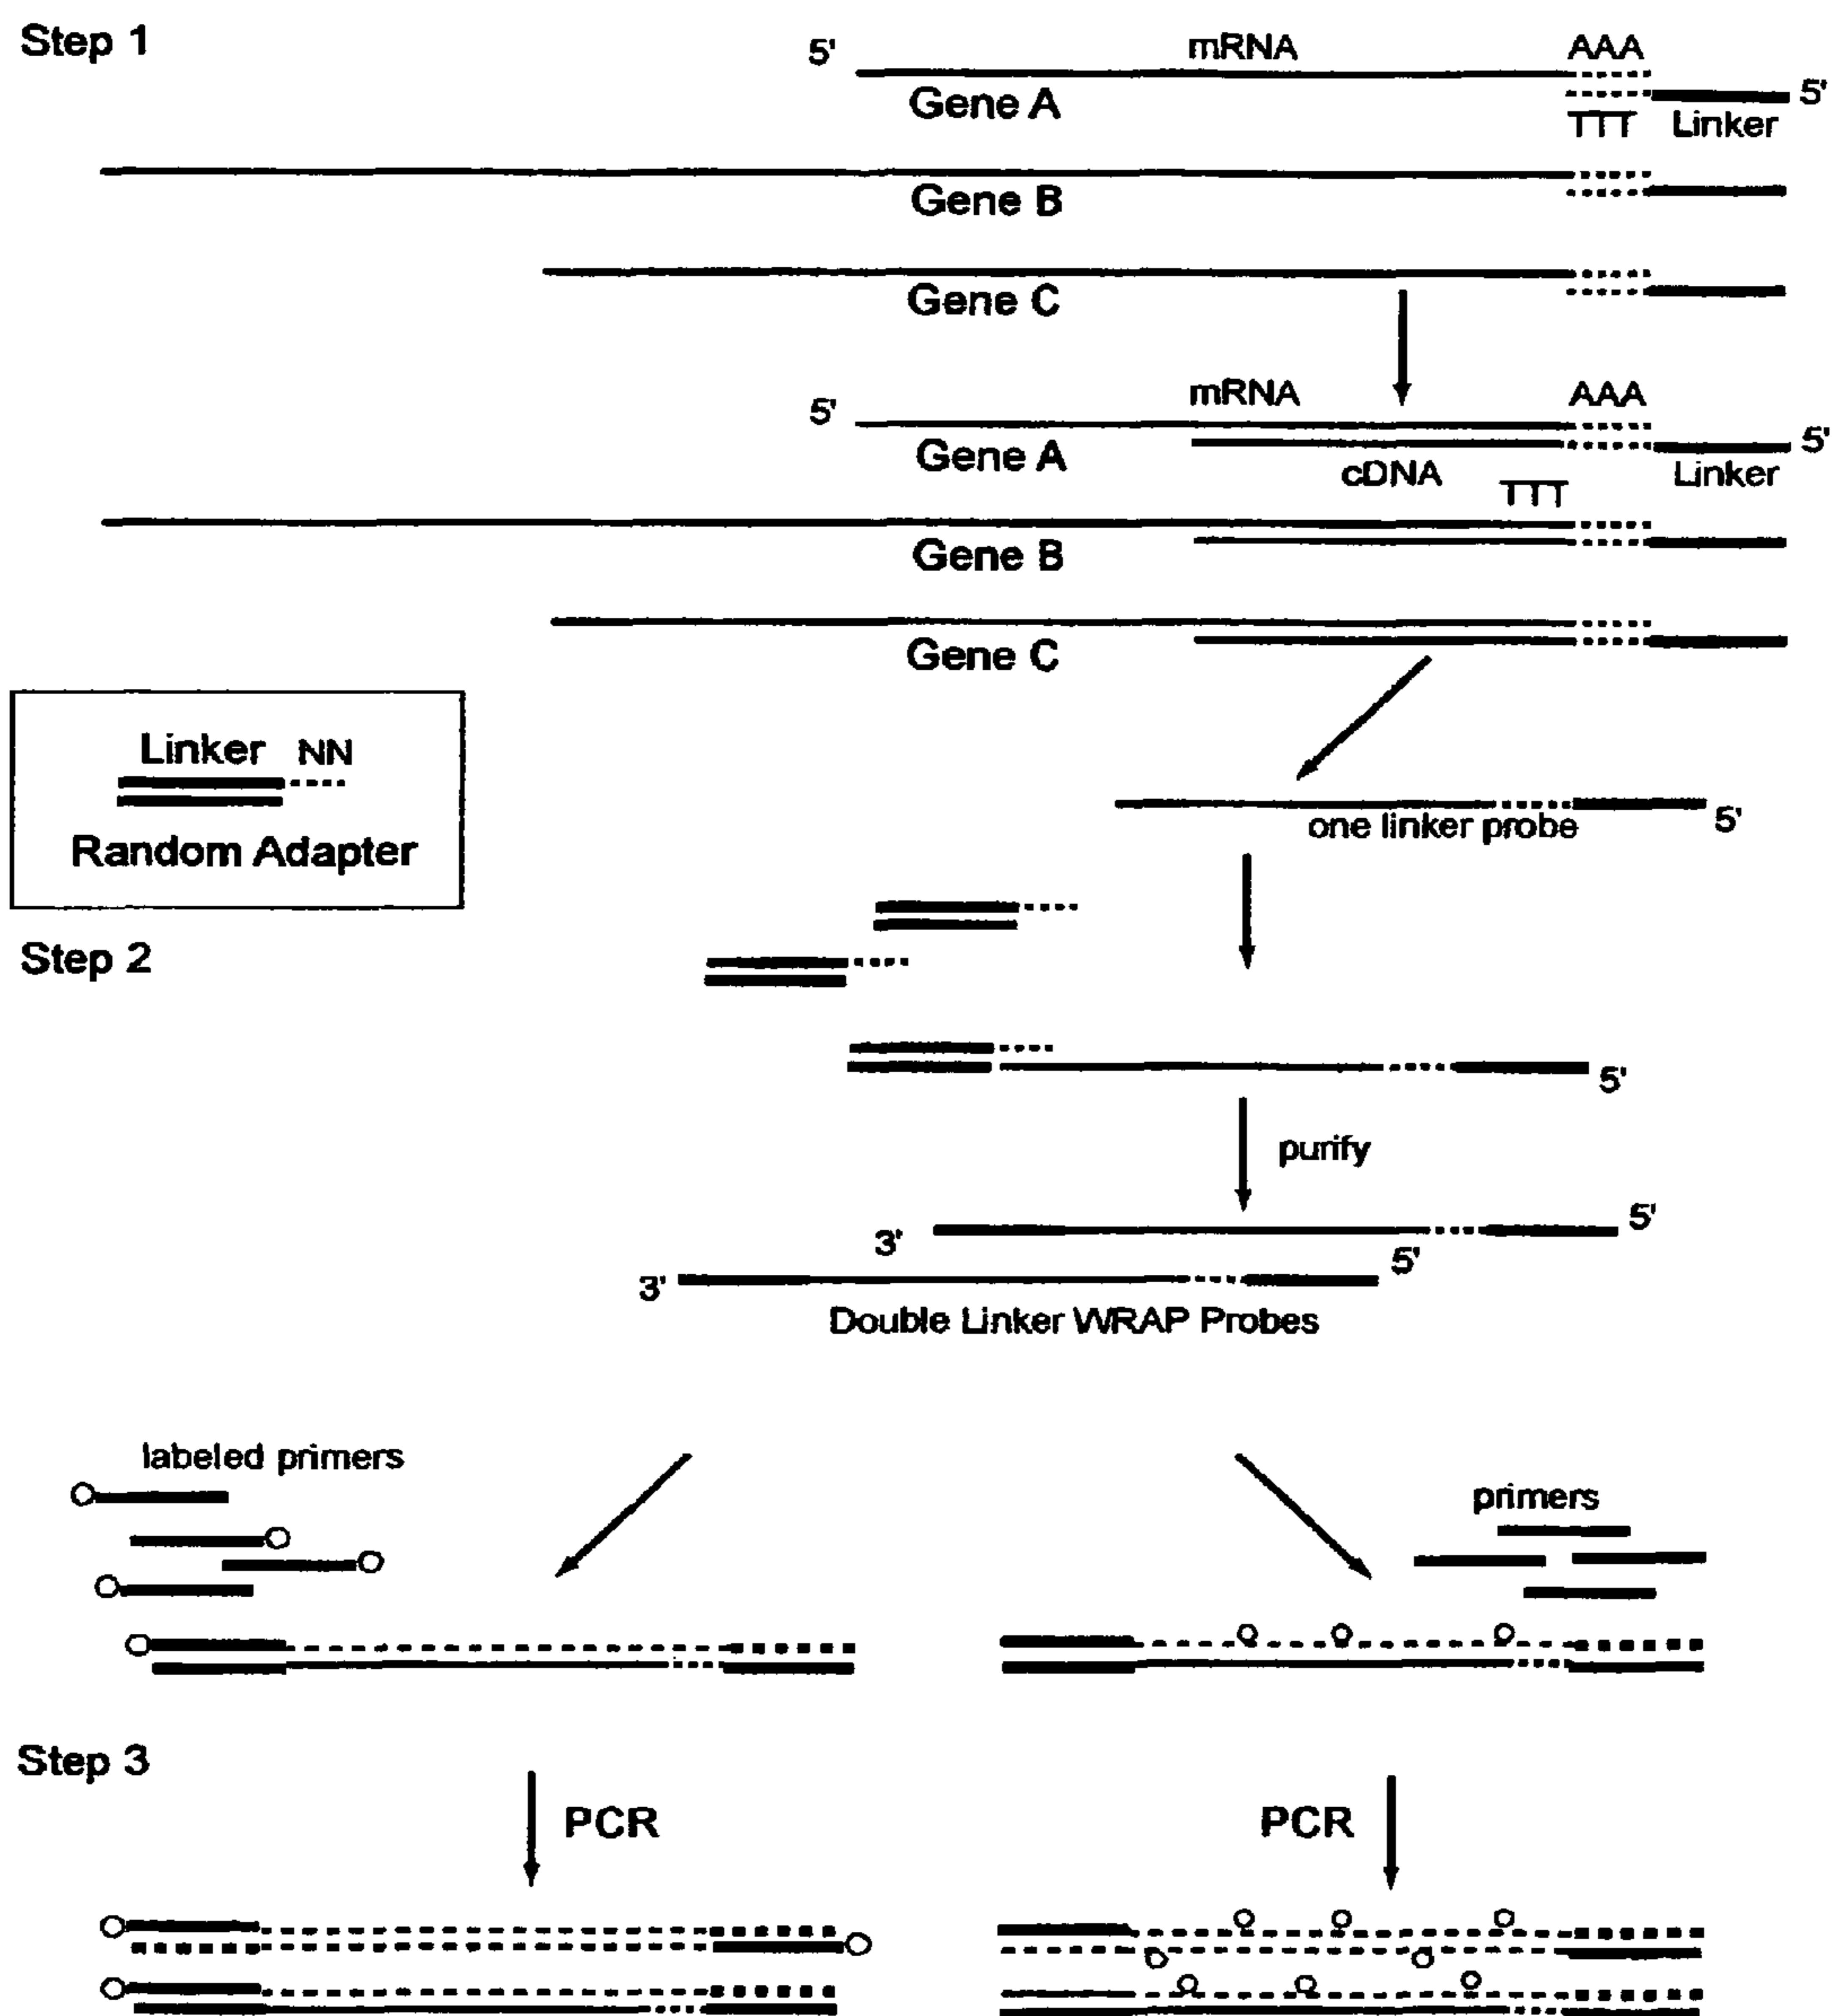 Step 1
5' mRNA AAA
Gene A 5'
TTT Linker
Gene B
Gene C
mRNA AAA
5'
Gene A 5'
cDNA Linker
TTT
Gene B
Gene C
Linker NN
Random Adapter
one linker probe 5'
Step 2
5'
purify
3' 5'
3' 5'
Double Linker WRAP Probes
labeled primers
primers
Step 3
PCR PCR